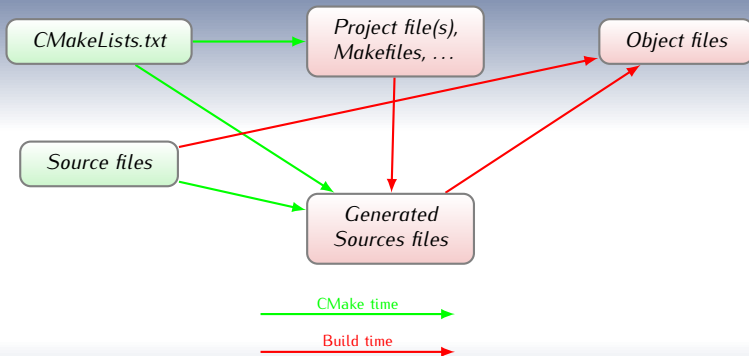 CMakeLists.txt
Project file(s),
Makefiles, ...
Object files
Source files
Generated
Sources files
CMake time
Build time